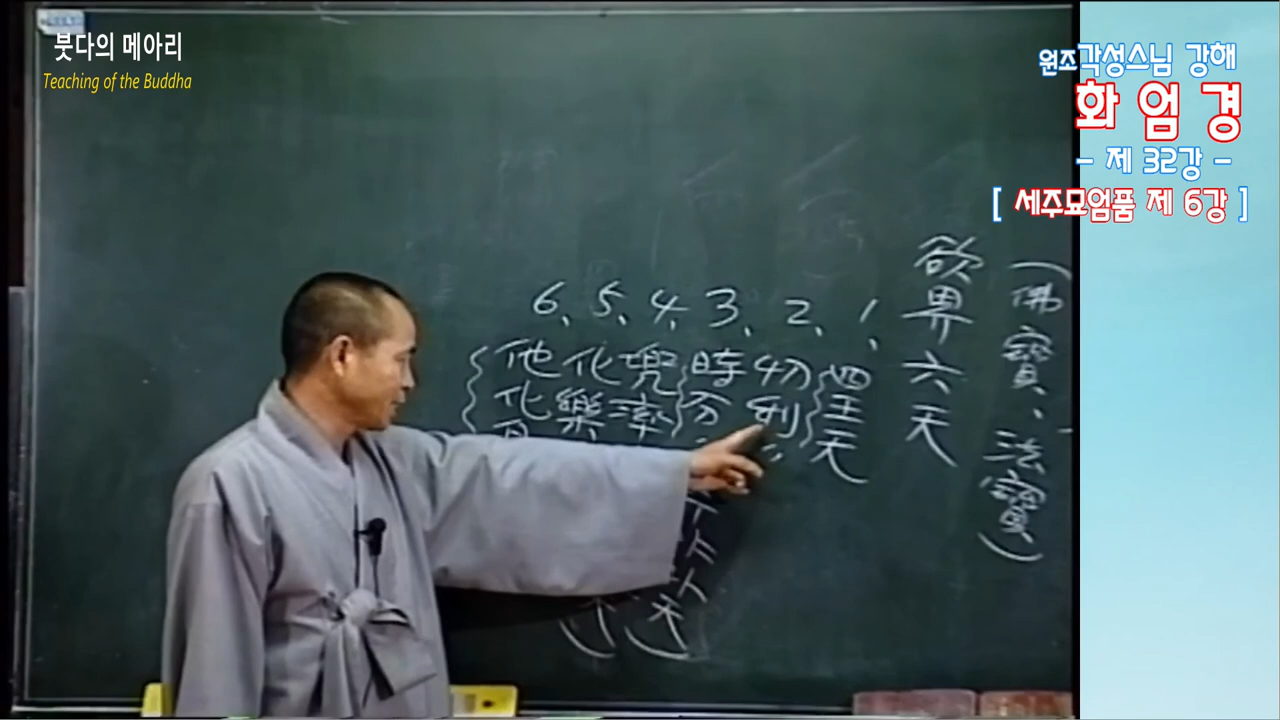 붓다의 메아리
Teaching of the Buddha
원조각성스님 강해
화엄경
- 제 32강 -
[ 세주묘엄품 제 6강 ]
(佛寶、法寶)
欲界六天
1、四王天
2、忉利〃
3、時分〃
4、兜率
5、化樂
6、他化
天)